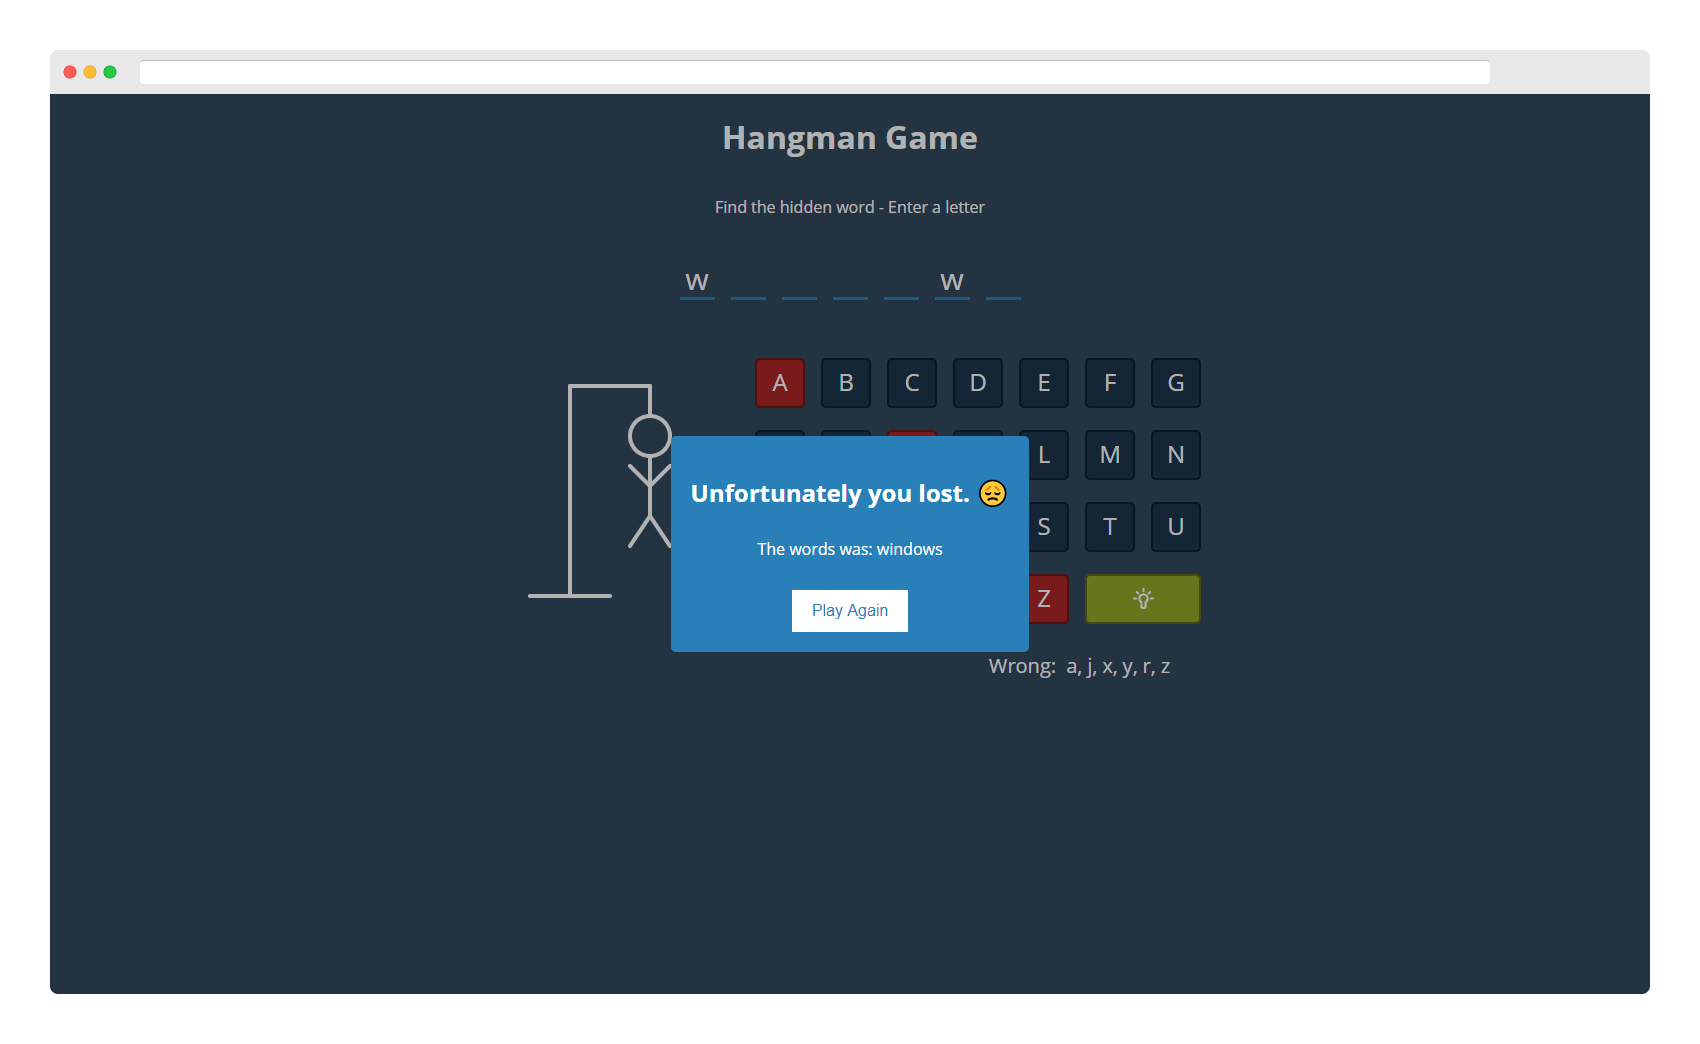 Hangman Game
Find the hidden word - Enter a letter
w w
A B C D E F G
L M N
Unfortunately you lost.
S T U
The words was: windows
Z
Play Again
Wrong: a, j, x, y, r, z